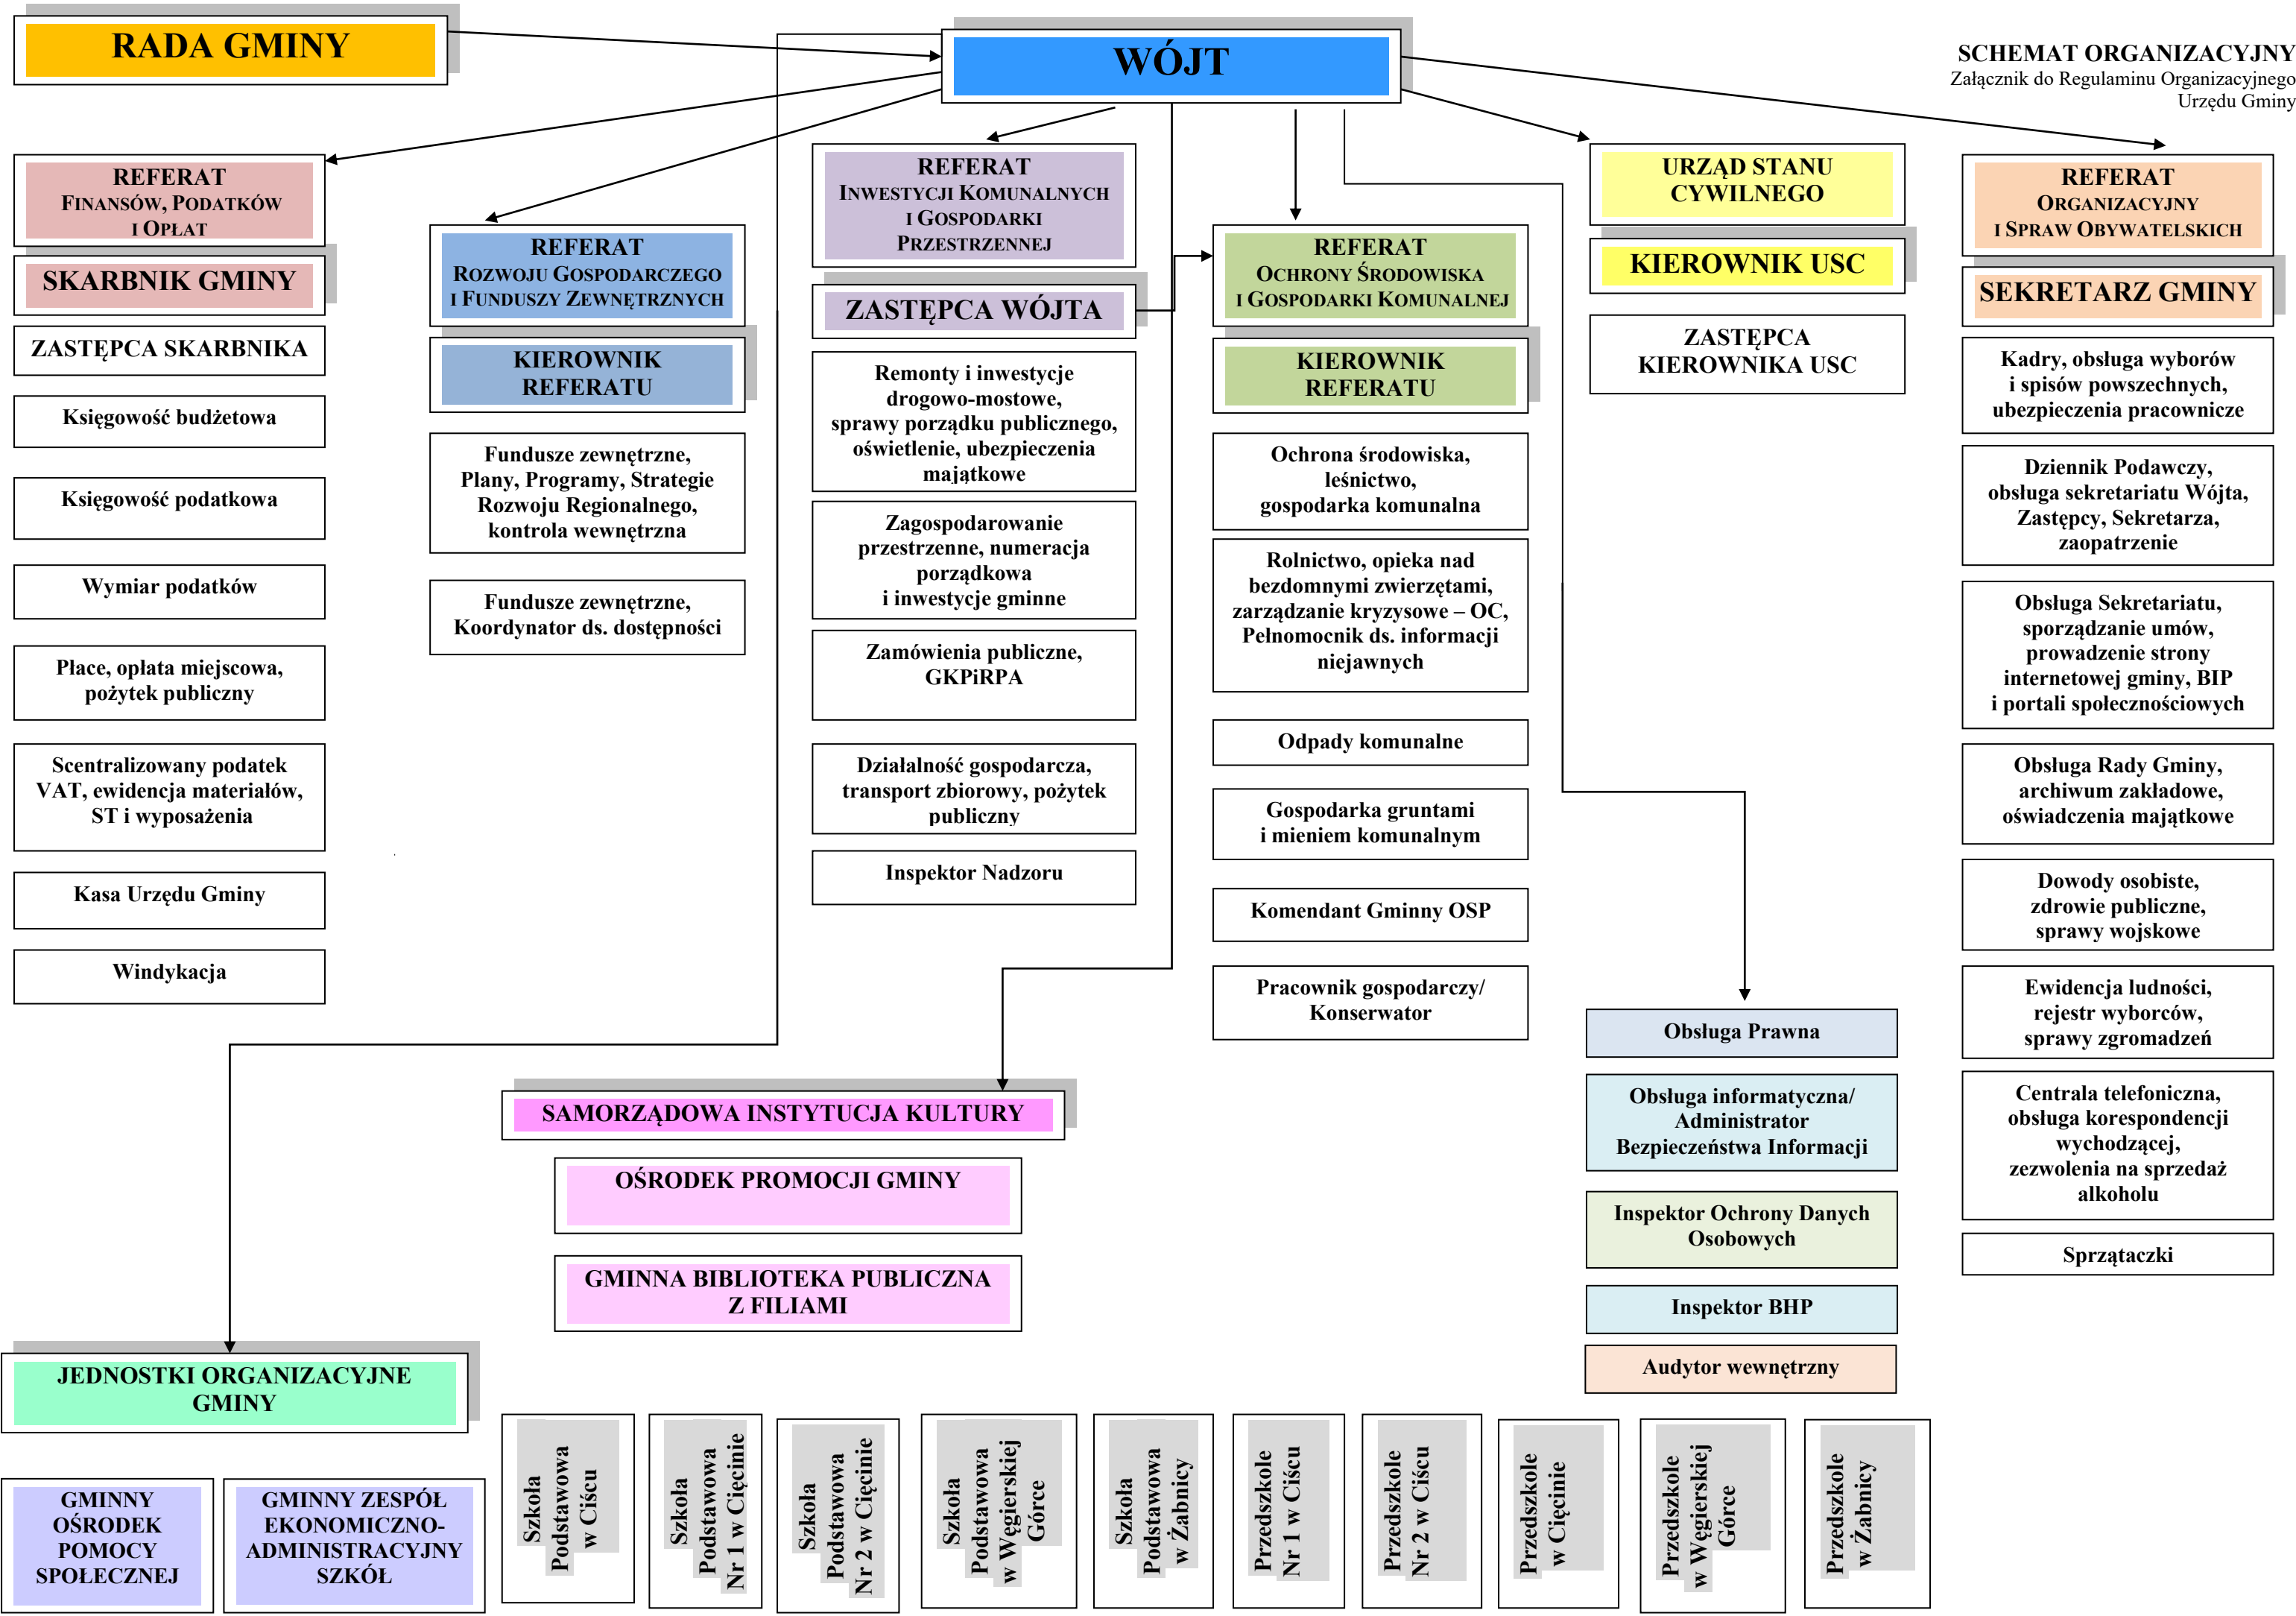 RADA GMINY
WÓJT
SCHEMAT ORGANIZACYJNY
Załącznik do Regulaminu Organizacyjnego
Urzędu Gminy
REFERAT
FINANSÓW, PODATKÓW
I OPŁAT
SKARBNIK GMINY
ZASTĘPCA SKARBNIKA
Księgowość budżetowa
Księgowość podatkowa
Wymiar podatków
Płace, opłata miejscowa,
pożytek publiczny
Scentralizowany podatek
VAT, ewidencja materiałów,
ST i wyposażenia
Kasa Urzędu Gminy
Windykacja
REFERAT
ROZWOJU GOSPODARCZEGO
I FUNDUSZY ZEWNĘTRZNYCH
KIEROWNIK
REFERATU
Fundusze zewnętrzne,
Plany, Programy, Strategie
Rozwoju Regionalnego,
kontrola wewnętrzna
Fundusze zewnętrzne,
Koordynator ds. dostępności
REFERAT
INWESTYCJI KOMUNALNYCH
I GOSPODARKI
PRZESTRZENNEJ
ZASTĘPCA WÓJTA
Remonty i inwestycje
drogowo-mostowe,
sprawy porządku publicznego,
oświetlenie, ubezpieczenia
majątkowe
Zagospodarowanie
przestrzenne, numeracja
porządkowa
i inwestycje gminne
Zamówienia publiczne,
GKPiRPA
Działalność gospodarcza,
transport zbiorowy, pożytek
publiczny
Inspektor Nadzoru
REFERAT
OCHRONY ŚRODOWISKA
I GOSPODARKI KOMUNALNEJ
KIEROWNIK
REFERATU
Ochrona środowiska,
leśnictwo,
gospodarka komunalna
Rolnictwo, opieka nad
bezdomnymi zwierzętami,
zarządzanie kryzysowe – OC,
Pełnomocnik ds. informacji
niejawnych
Odpady komunalne
Gospodarka gruntami
i mieniem komunalnym
Komendant Gminny OSP
Pracownik gospodarczy/
Konserwator
URZĄD STANU
CYWILNEGO
KIEROWNIK USC
ZASTĘPCA
KIEROWNIKA USC
REFERAT
ORGANIZACYJNY
I SPRAW OBYWATELSKICH
SEKRETARZ GMINY
Kadry, obsługa wyborów
i spisów powszechnych,
ubezpieczenia pracownicze
Dziennik Podawczy,
obsługa sekretariatu Wójta,
Zastępcy, Sekretarza,
zaopatrzenie
Obsługa Sekretariatu,
sporządzanie umów,
prowadzenie strony
internetowej gminy, BIP
i portali społecznościowych
Obsługa Rady Gminy,
archiwum zakładowe,
oświadczenia majątkowe
Dowody osobiste,
zdrowie publiczne,
sprawy wojskowe
Ewidencja ludności,
rejestr wyborców,
sprawy zgromadzeń
Centrala telefoniczna,
obsługa korespondencji
wychodzącej,
zezwolenia na sprzedaż
alkoholu
Sprzątaczki
Obsługa Prawna
Obsługa informatyczna/
Administrator
Bezpieczeństwa Informacji
Inspektor Ochrony Danych
Osobowych
Inspektor BHP
Audytor wewnętrzny
SAMORZĄDOWA INSTYTUCJA KULTURY
OŚRODEK PROMOCJI GMINY
GMINNA BIBLIOTEKA PUBLICZNA
Z FILIAMI
JEDNOSTKI ORGANIZACYJNE
GMINY
GMINNY
OŚRODEK
POMOCY
SPOŁECZNEJ
GMINNY ZESPÓŁ
EKONOMICZNO-
ADMINISTRACYJNY
SZKÓŁ
Szkoła
Podstawowa
w Ciścu
Szkoła
Podstawowa
Nr 1 w Cięcinie
Szkoła
Podstawowa
Nr 2 w Cięcinie
Szkoła
Podstawowa
w Węgierskiej
Górce
Szkoła
Podstawowa
w Żabnicy
Przedszkole
Nr 1 w Ciścu
Przedszkole
Nr 2 w Ciścu
Przedszkole
w Cięcinie
Przedszkole
w Węgierskiej
Górce
Przedszkole
w Żabnicy